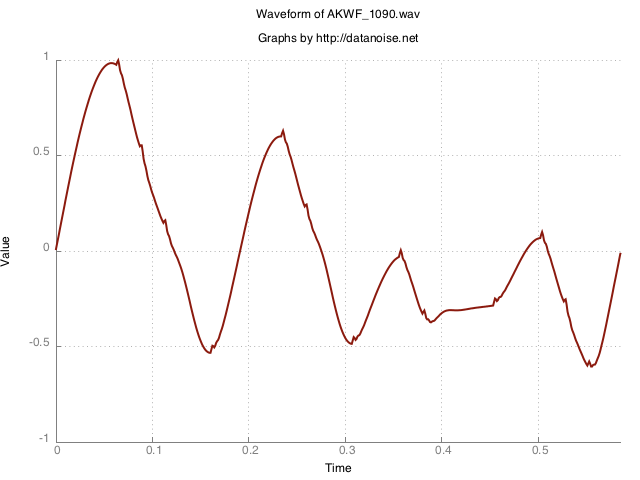 Waveform of AKWF_1090.wav
Graphs by http://datanoise.net
1
0.5
0
-0.5
-1
Value
0 0.1 0.2 0.3 0.4 0.5
Time